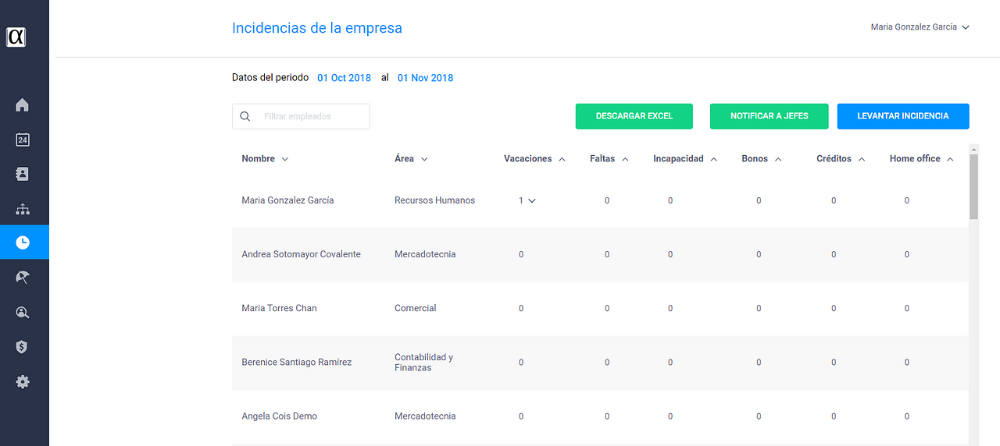 α
Incidencias de la empresa
Maria Gonzalez García
Datos del periodo 01 Oct 2018 al 01 Nov 2018
Filtrar empleados
DESCARGAR EXCEL
NOTIFICAR A JEFES
LEVANTAR INCIDENCIA
24
Nombre Área Vacaciones Faltas Incapacidad Bonos Créditos Home office
Maria Gonzalez García Recursos Humanos 1 0 0 0 0 0
Andrea Sotomayor Covalente Mercadotecnia 0 0 0 0 0 0
Maria Torres Chan Comercial 0 0 0 0 0 0
Berenice Santiago Ramírez Contabilidad y Finanzas 0 0 0 0 0 0
Angela Cois Demo Mercadotecnia 0 0 0 0 0 0
$